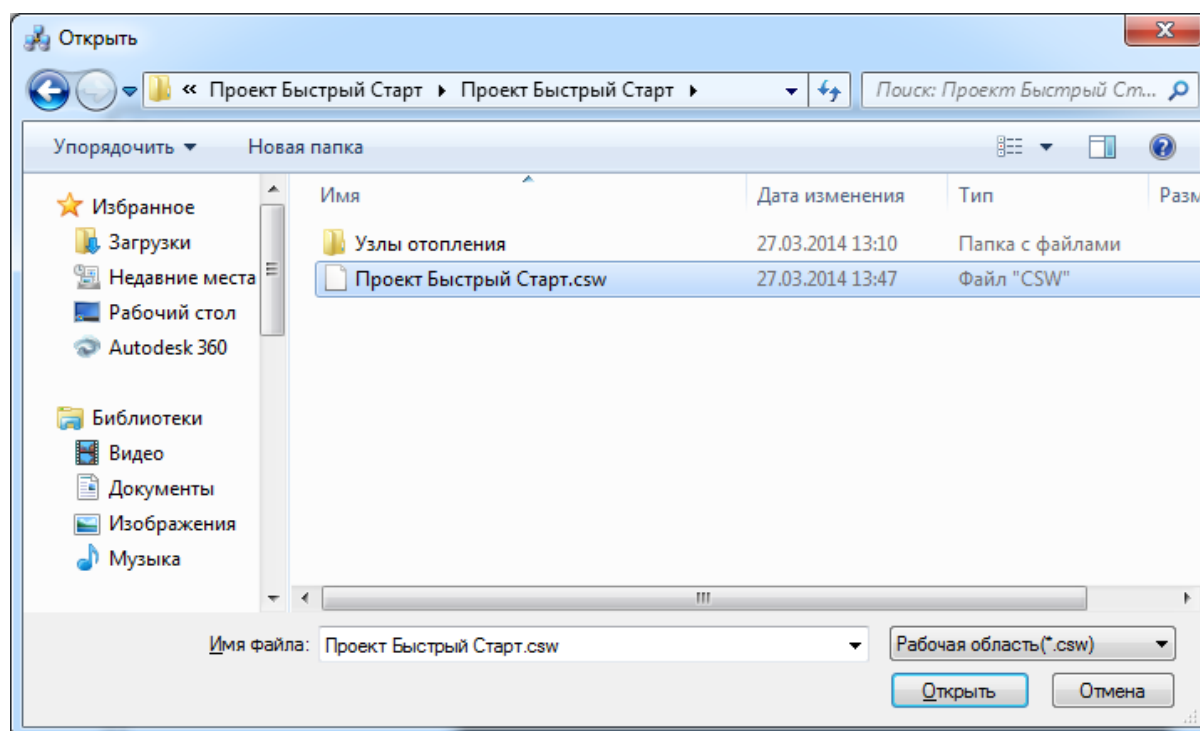 Открыть
« Проект Быстрый Старт ▸ Проект Быстрый Старт ▸ Поиск: Проект Быстрый Ст...
Упорядочить Новая папка
Имя Дата изменения Тип Разм
Избранное
Загрузки
Недавние места
Рабочий стол
Autodesk 360
Библиотеки
Видео
Документы
Изображения
Музыка
Узлы отопления 27.03.2014 13:10 Папка с файлами
Проект Быстрый Старт.csw 27.03.2014 13:47 Файл "CSW"
Имя файла: Проект Быстрый Старт.csw Рабочая область(*.csw)
Открыть Отмена